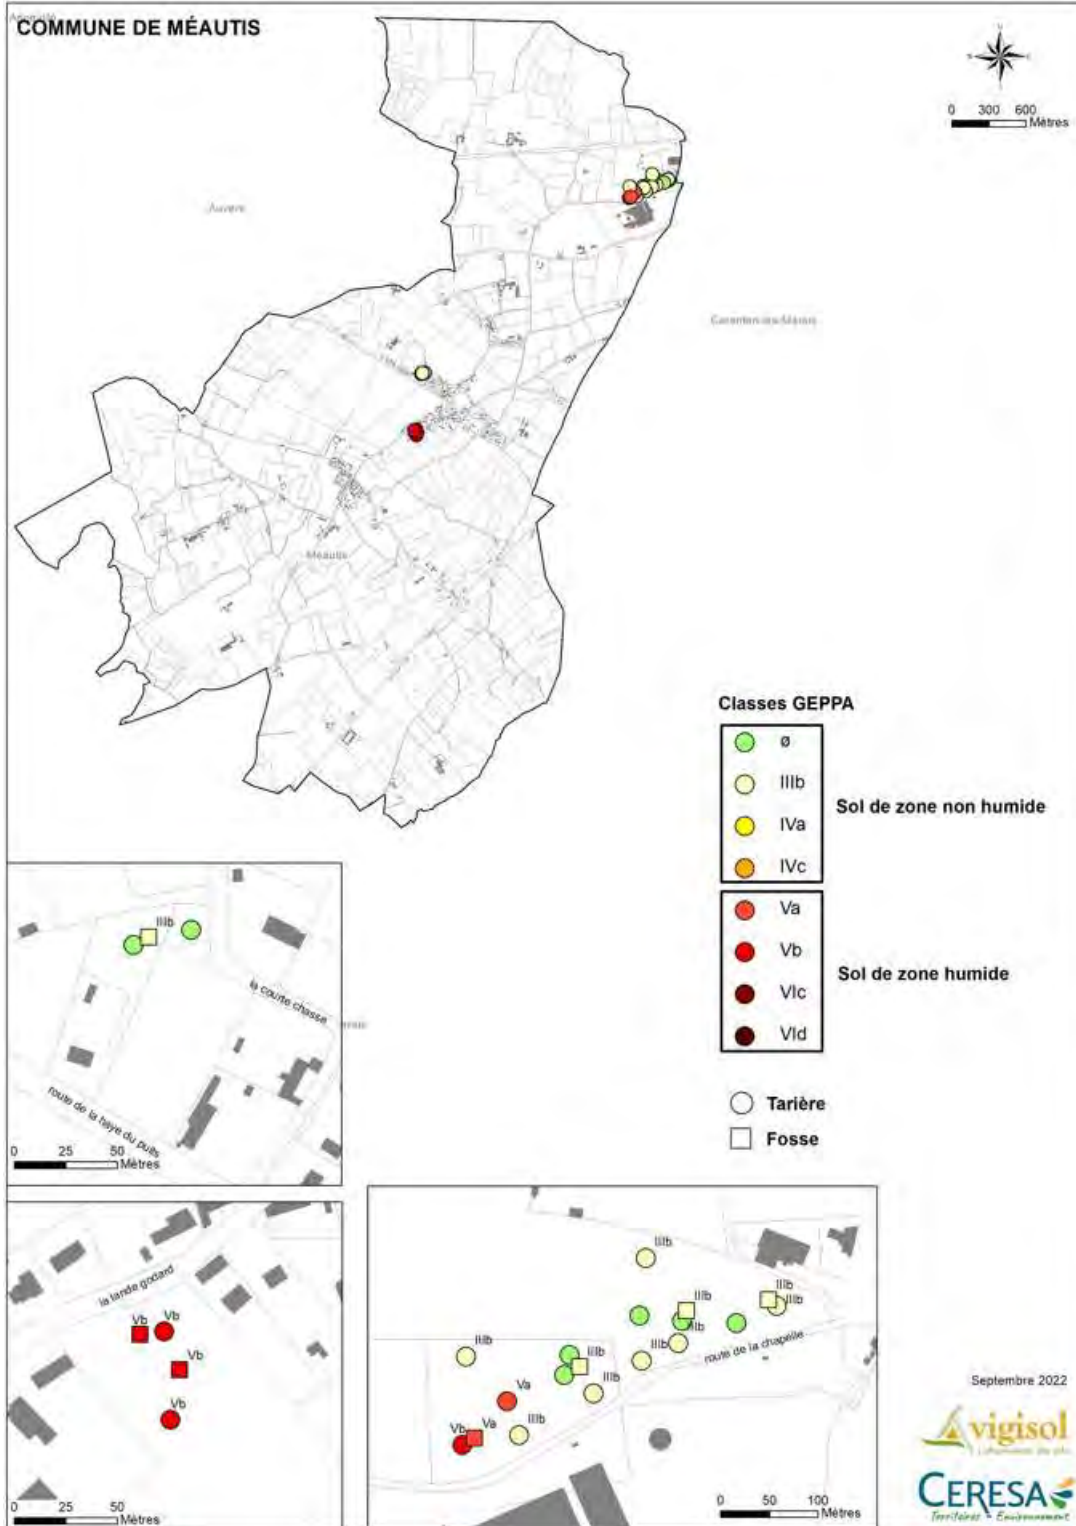 COMMUNE DE MÉAUTIS
0 300 600
Mètres
Auvers
Carentan-les-Marais
Méautis
Classes GEPPA
ø
IIIb
IVa
IVc
Sol de zone non humide
Va
Vb
VIc
VId
Sol de zone humide
Tarière
Fosse
IIIb
la courte chasse
route de la haye du puits
0 25 50
Mètres
la lande godard
Vb
Vb
Vb
Vb
0 25 50
Mètres
IIIb
IIIb
IIIb
IIIb
IIIb
IIIb
IIIb
IIIb
route de la chapelle
IIIb
Va
Vb
Va
IIIb
0 50 100
Mètres
Septembre 2022
vigisol
CERESA
Territoires - Environnement